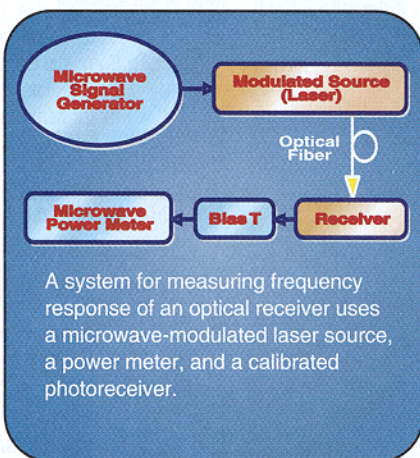 Microwave
Signal
Generator
Modulated Source
(Laser)
Optical
Fiber
Microwave
Power Meter
Bias T
Receiver
A system for measuring frequency
response of an optical receiver uses
a microwave-modulated laser source,
a power meter, and a calibrated
photoreceiver.